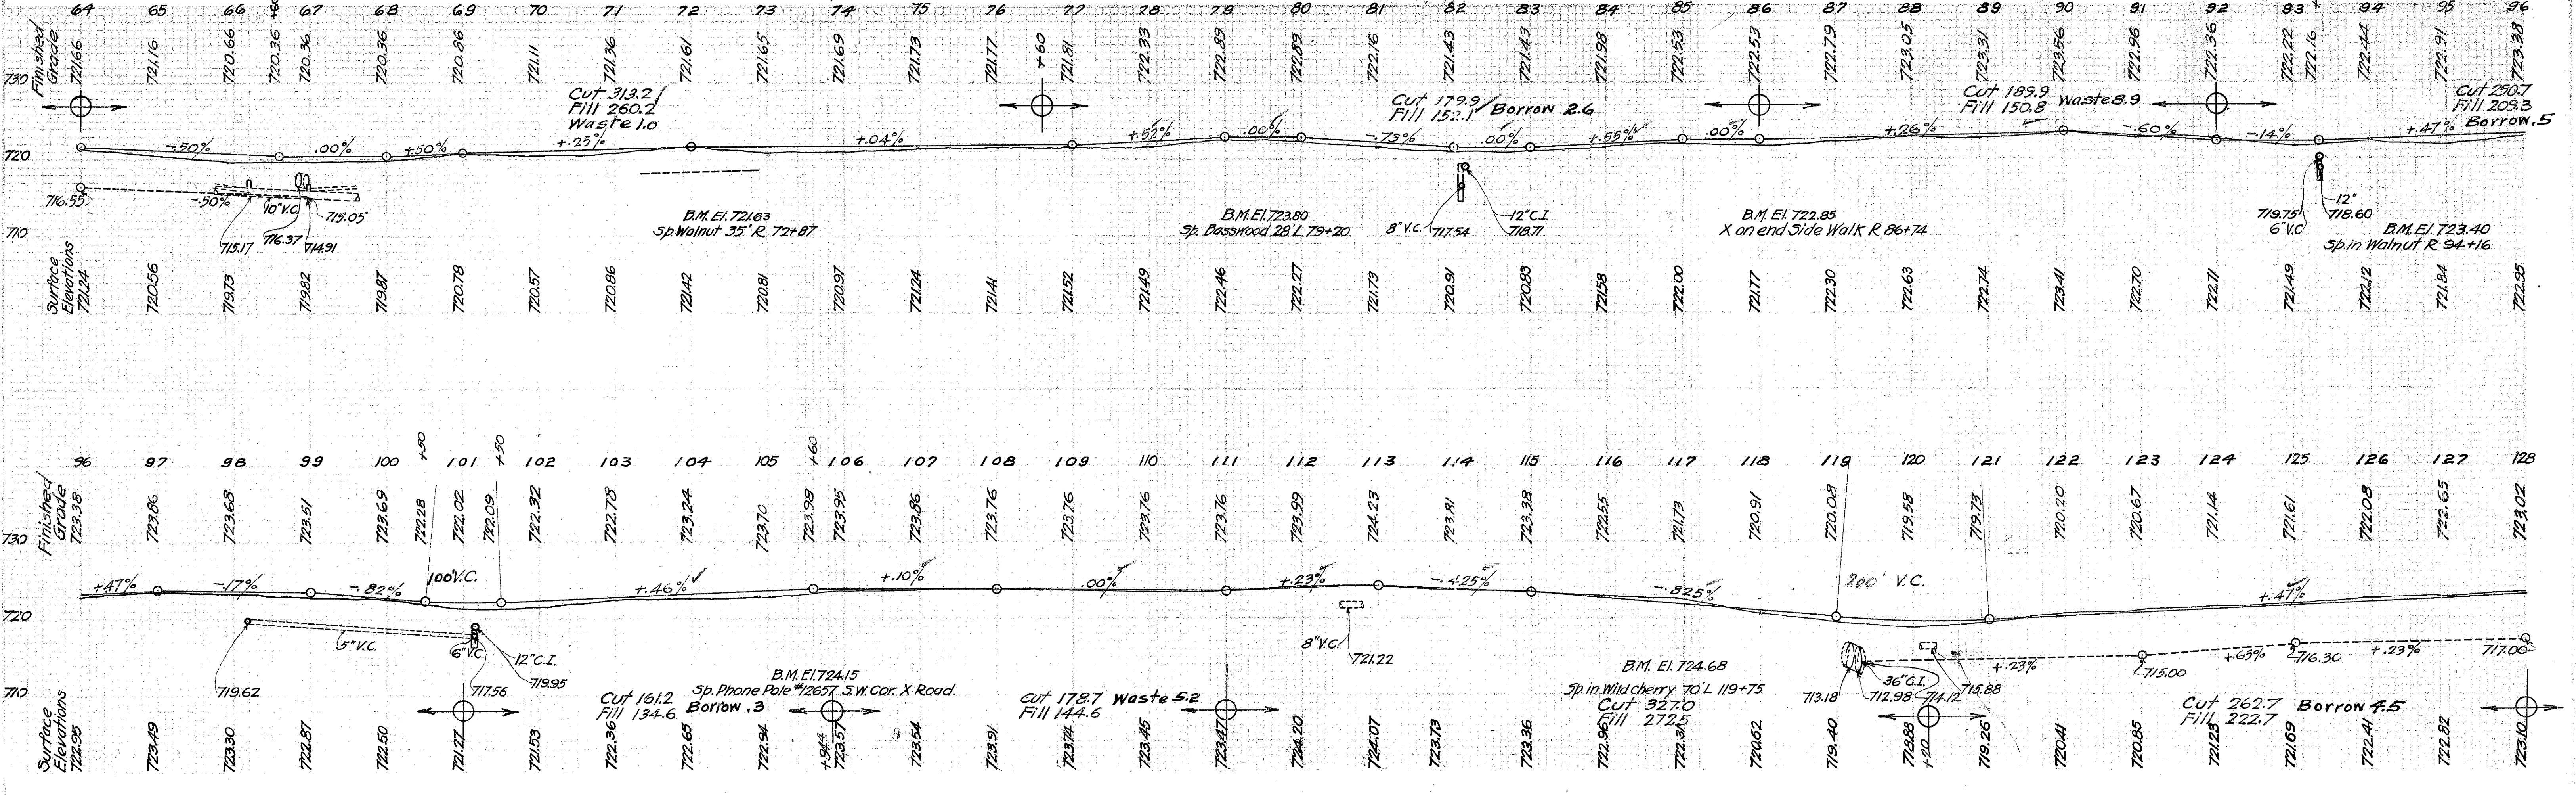 64 65 66 +60 67 68 69 70 71 72 73 74 75 76 77 78 79 80 81 82 83 84 85 86 87 88 89 90 91 92 93 94 95 96
Finished Grade
721.66 721.16 720.66 720.36 720.36 720.36 720.86 721.11 721.36 721.61 721.65 721.69 721.73 721.77 +60 721.81 722.33 722.89 722.89 722.16 721.43 721.43 721.98 722.53 722.53 722.79 723.05 723.31 723.56 722.96 722.36 722.22 722.16 722.44 722.91 723.38
730
Cut 313.2
Fill 260.2
Waste 1.0
Cut 179.9
Fill 152.1 Borrow 2.6
Cut 189.9
Fill 150.8 Waste 8.9
Cut 250.7
Fill 209.3
Borrow .5
720
-.50% .00% +.50% +.25% +.04% +.52% .00% -.73% .00% +.55% .00% +.26% -.60% -.14% +.47%
716.55 -.50% 10"V.C. 715.05
715.17 716.37 714.91
B.M. El. 721.63
Sp. Walnut 35' R. 72+87
B.M. El. 723.80
Sp. Basswood 28' L 79+20
8"V.C. 717.54
12"C.I.
718.71
B.M. El. 722.85
X on end Side Walk R 86+74
719.75
6"V.C
12"
718.60
B.M. El. 723.40
Sp. in Walnut R 94+16
710
Surface Elevations
721.24 720.56 719.73 719.82 719.87 720.78 720.57 720.86 721.42 720.81 720.97 721.24 721.41 721.52 721.49 722.46 722.27 721.73 720.91 720.83 721.58 722.00 721.77 722.30 722.63 722.74 723.41 722.70 722.71 721.49 722.12 721.84 722.95
96 97 98 99 100 +50 101 +50 102 103 104 105 +60 106 107 108 109 110 111 112 113 114 115 116 117 118 119 120 121 122 123 124 125 126 127 128
Finished Grade
723.38 723.86 723.68 723.51 723.69 722.28 722.02 722.09 722.32 722.78 723.24 723.70 723.98 723.95 723.86 723.76 723.76 723.76 723.76 723.99 724.23 723.81 723.38 722.55 721.73 720.91 720.08 719.58 719.73 720.20 720.67 721.14 721.61 722.08 722.65 723.02
730
+.47% -.17% -.82% 100'V.C. +.46% +.10% .00% +.23% -.425% -.825% 200' V.C. +.47%
720
5"V.C. 6"V.C
12"C.I.
719.95
719.62 717.56
8"V.C.
721.22
36"C.I.
713.18 712.98 714.12 715.88
+.23% 715.00 +.65% 716.30 +.23% 717.00
710
Cut 161.2
Fill 134.6 Borrow .3
B.M. El. 724.15
Sp. Phone Pole #12657 S.W. Cor. X Road.
Cut 178.7 Waste 5.2
Fill 144.6
B.M. El. 724.68
Sp. in Wild cherry 70' L 119+75
Cut 327.0
Fill 272.5
Cut 262.7 Borrow 4.5
Fill 222.7
Surface Elevations
722.95 723.49 723.30 722.87 722.50 721.27 721.53 722.36 722.65 722.94 723.57 723.54 723.91 723.74 723.45 723.47 724.20 724.07 723.73 723.36 722.96 722.31 720.62 719.40 718.88 +20 719.26 720.41 720.85 721.23 721.69 722.41 722.82 723.10